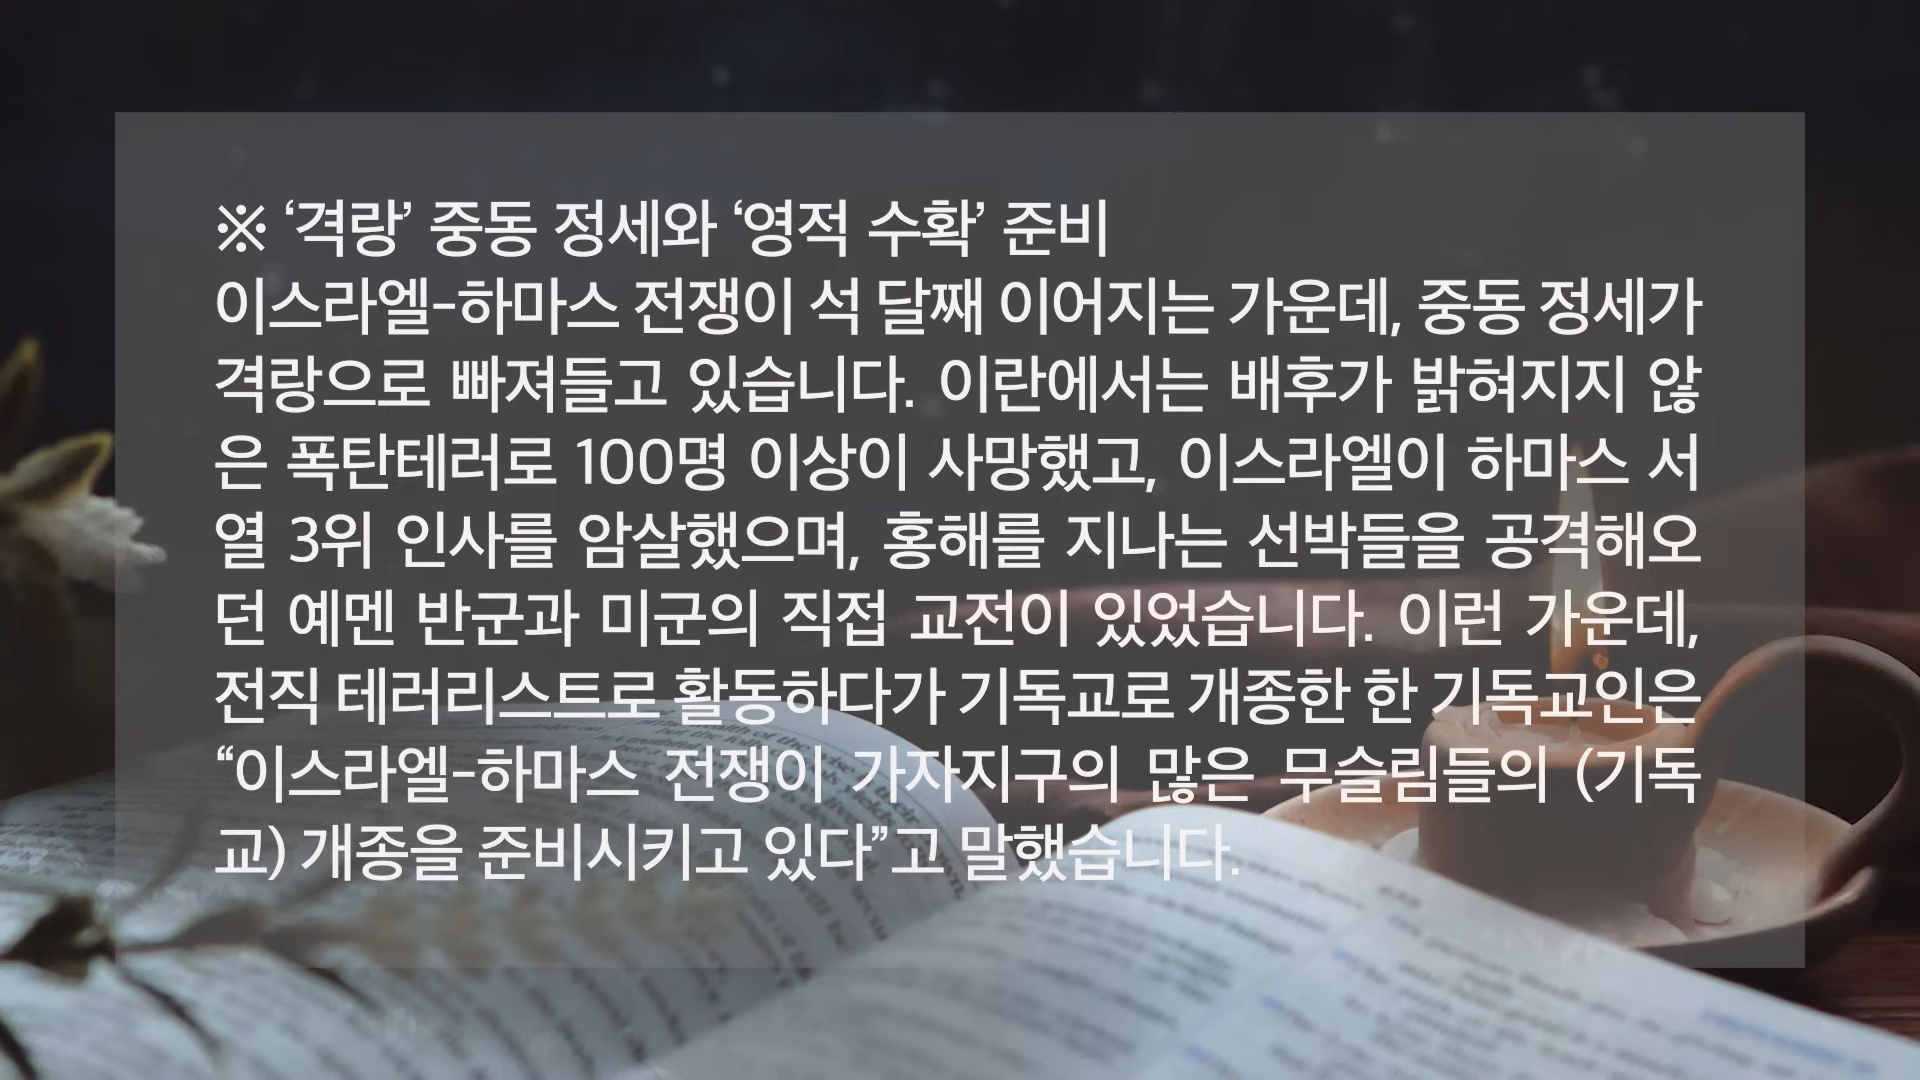 ※ ‘격랑’ 중동 정세와 ‘영적 수확’ 준비
이스라엘-하마스 전쟁이 석 달째 이어지는 가운데, 중동 정세가
격랑으로 빠져들고 있습니다. 이란에서는 배후가 밝혀지지 않
은 폭탄테러로 100명 이상이 사망했고, 이스라엘이 하마스 서
열 3위 인사를 암살했으며, 홍해를 지나는 선박들을 공격해오
던 예멘 반군과 미군의 직접 교전이 있었습니다. 이런 가운데,
전직 테러리스트로 활동하다가 기독교로 개종한 한 기독교인은
“이스라엘-하마스 전쟁이 가자지구의 많은 무슬림들의 (기독
교) 개종을 준비시키고 있다”고 말했습니다.